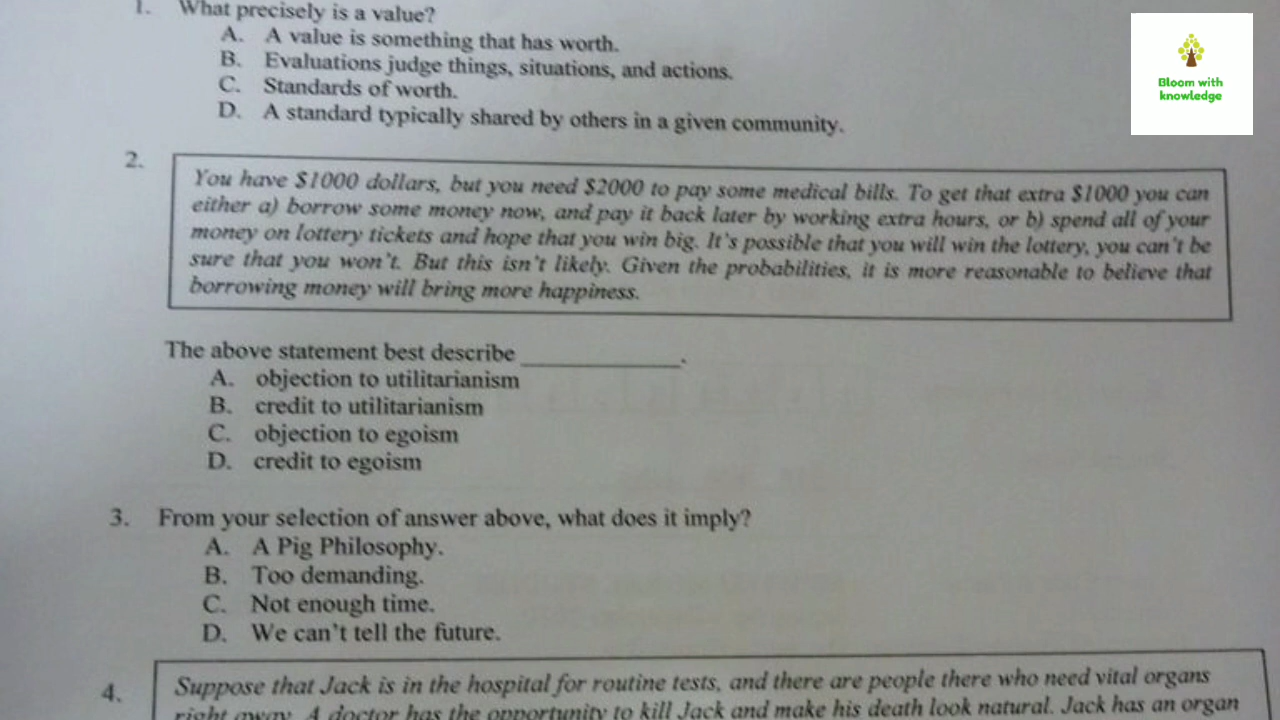 1. What precisely is a value?
A. A value is something that has worth.
B. Evaluations judge things, situations, and actions.
C. Standards of worth.
D. A standard typically shared by others in a given community.
Bloom with
knowledge
2.
You have $1000 dollars, but you need $2000 to pay some medical bills. To get that extra $1000 you can
either a) borrow some money now, and pay it back later by working extra hours, or b) spend all of your
money on lottery tickets and hope that you win big. It's possible that you will win the lottery, you can't be
sure that you won't. But this isn't likely. Given the probabilities, it is more reasonable to believe that
borrowing money will bring more happiness.
The above statement best describe ______________.
A. objection to utilitarianism
B. credit to utilitarianism
C. objection to egoism
D. credit to egoism
3. From your selection of answer above, what does it imply?
A. A Pig Philosophy.
B. Too demanding.
C. Not enough time.
D. We can't tell the future.
4. Suppose that Jack is in the hospital for routine tests, and there are people there who need vital organs
right away. A doctor has the opportunity to kill Jack and make his death look natural. Jack has an organ